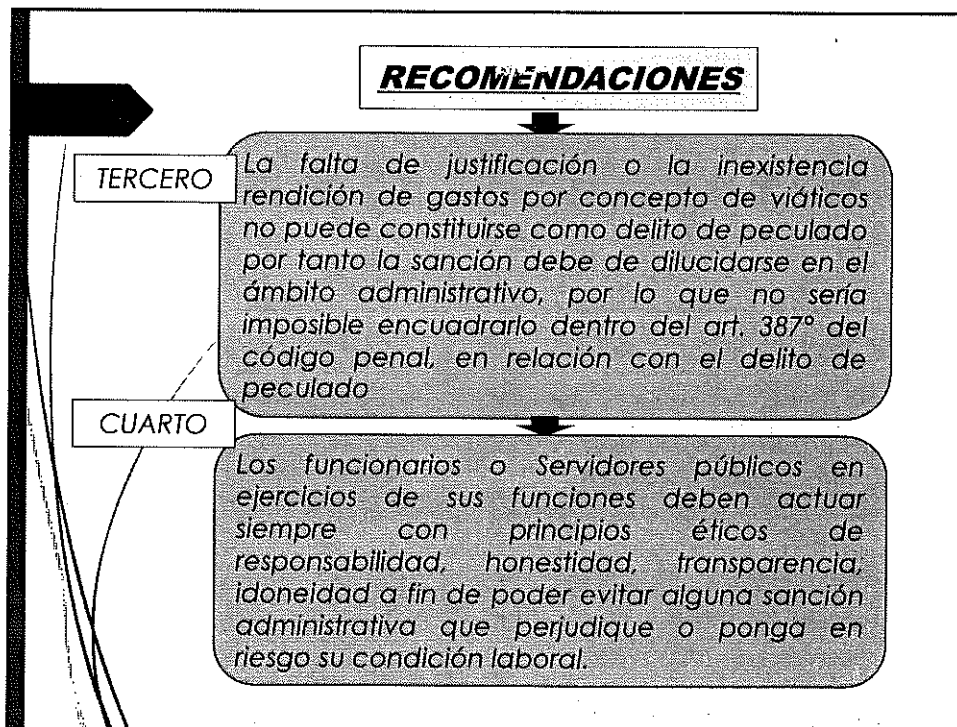 RECOMENDACIONES
TERCERO
La falta de justificación o la inexistencia
rendición de gastos por concepto de viáticos
no puede constituirse como delito de peculado
por tanto la sanción debe de dilucidarse en el
ámbito administrativo, por lo que no sería
imposible encuadrarlo dentro del art. 387° del
código penal, en relación con el delito de
peculado
CUARTO
Los funcionarios o Servidores públicos en
ejercicios de sus funciones deben actuar
siempre con principios éticos de
responsabilidad, honestidad, transparencia,
idoneidad a fin de poder evitar alguna sanción
administrativa que perjudique o ponga en
riesgo su condición laboral.